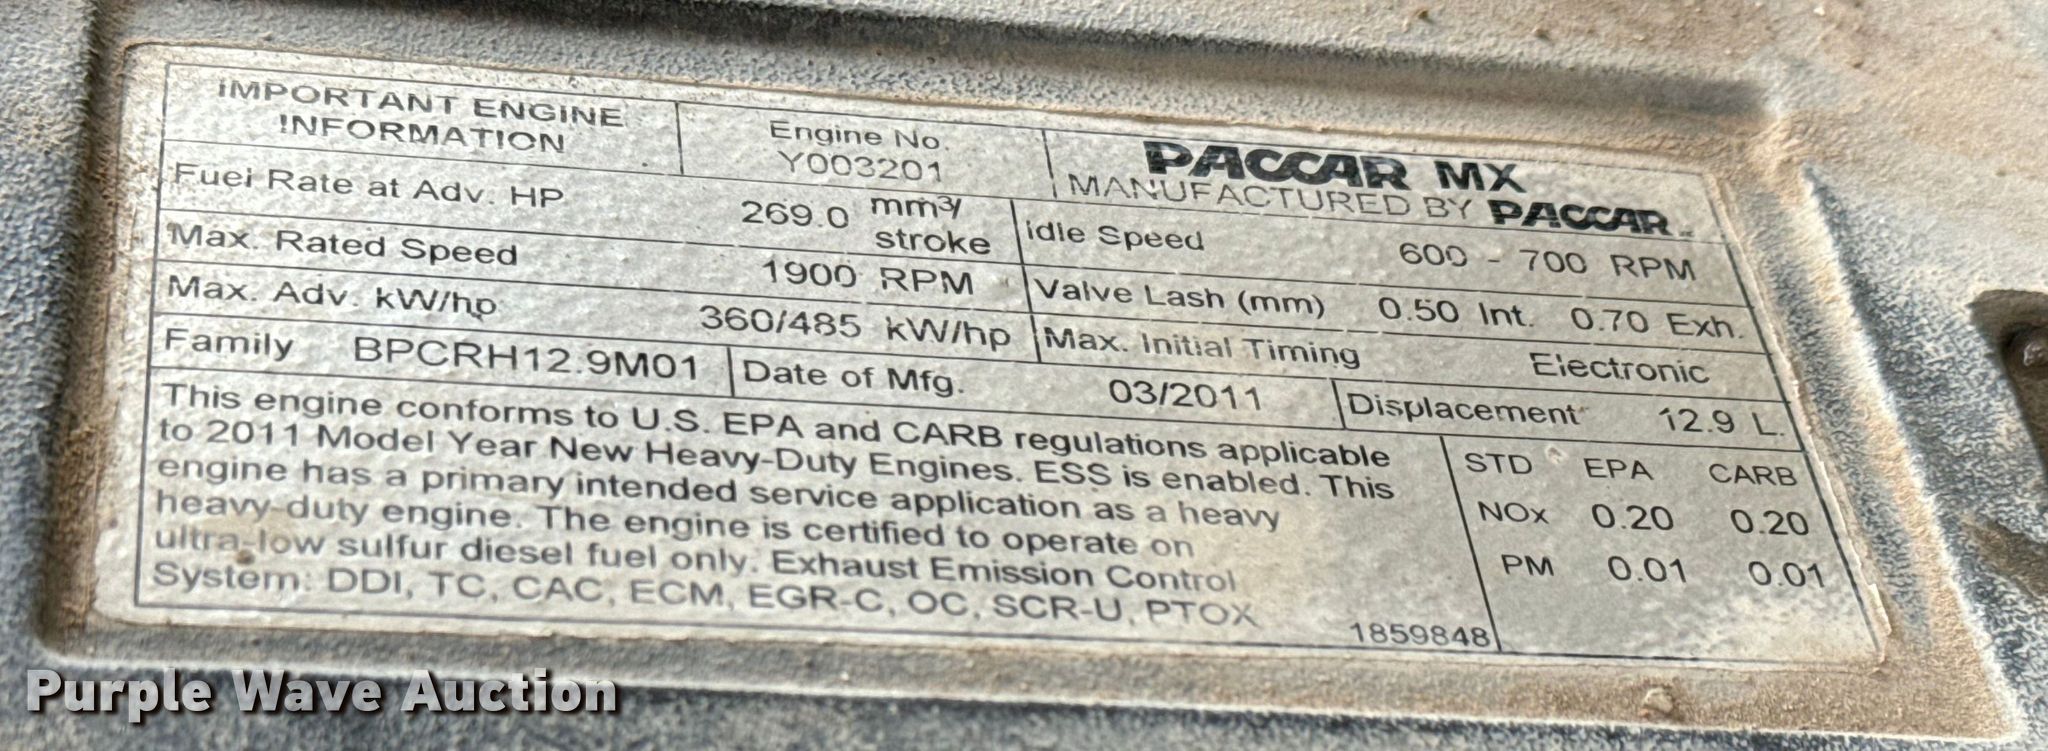 IMPORTANT ENGINE
INFORMATION
Engine No.
Y003201
PACCAR MX
MANUFACTURED BY PACCAR
Fuel Rate at Adv. HP 269.0 mm3/
stroke
Idle Speed 600 - 700 RPM
Max. Rated Speed 1900 RPM
Valve Lash (mm) 0.50 Int. 0.70 Exh.
Max. Adv. kW/hp 360/485 kW/hp
Max. Initial Timing Electronic
Family BPCRH12.9M01
Date of Mfg. 03/2011
Displacement 12.9 L.
This engine conforms to U.S. EPA and CARB regulations applicable
to 2011 Model Year New Heavy-Duty Engines. ESS is enabled. This
engine has a primary intended service application as a heavy
heavy-duty engine. The engine is certified to operate on
ultra-low sulfur diesel fuel only. Exhaust Emission Control
System: DDI, TC, CAC, ECM, EGR-C, OC, SCR-U, PTOX
1859848
STD EPA CARB
NOx 0.20 0.20
PM 0.01 0.01
Purple Wave Auction